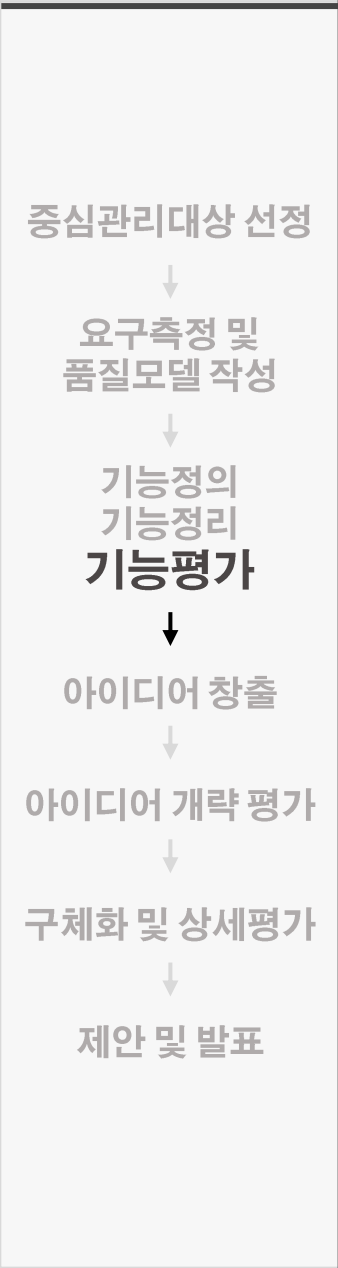 중심관리대상 선정
요구측정 및
품질모델 작성
기능정의
기능정리
기능평가
아이디어 창출
아이디어 개략 평가
구체화 및 상세평가
제안 및 발표